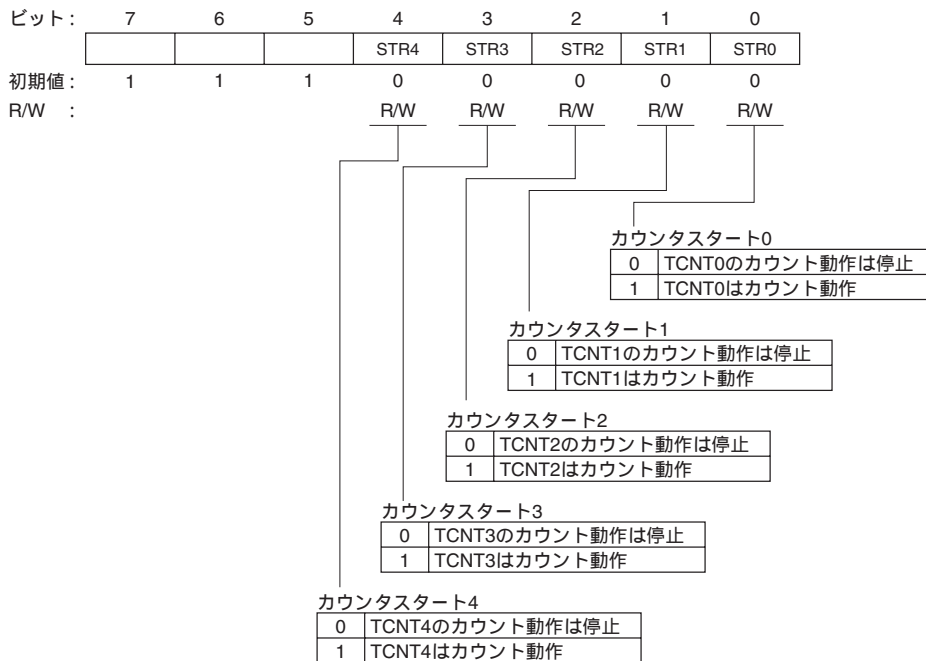 ビット: 7 6 5 4 3 2 1 0
STR4 STR3 STR2 STR1 STR0
初期値: 1 1 1 0 0 0 0 0
R/W : R/W R/W R/W R/W R/W
カウンタスタート0
0 TCNT0のカウント動作は停止
1 TCNT0はカウント動作
カウンタスタート1
0 TCNT1のカウント動作は停止
1 TCNT1はカウント動作
カウンタスタート2
0 TCNT2のカウント動作は停止
1 TCNT2はカウント動作
カウンタスタート3
0 TCNT3のカウント動作は停止
1 TCNT3はカウント動作
カウンタスタート4
0 TCNT4のカウント動作は停止
1 TCNT4はカウント動作